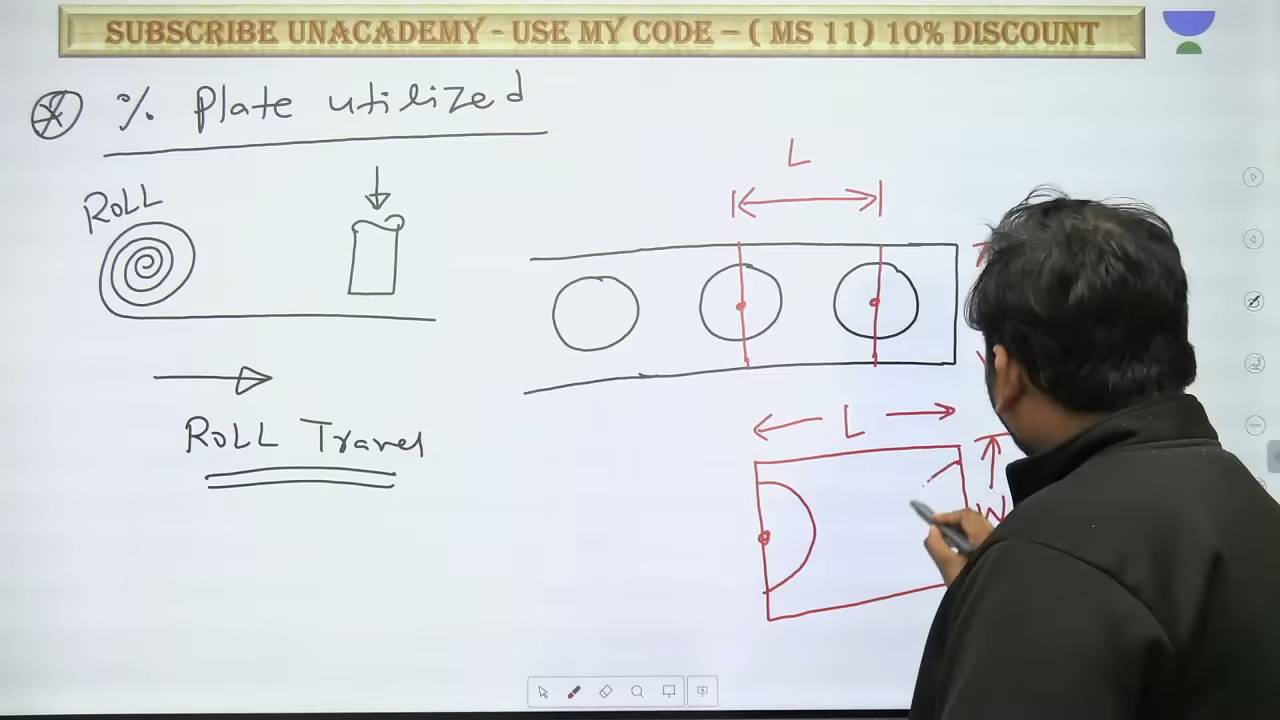 SUBSCRIBE UNACADEMY - USE MY CODE – ( MS 11) 10% DISCOUNT
% Plate utilized
ROLL
L
L
W
ROLL Travel